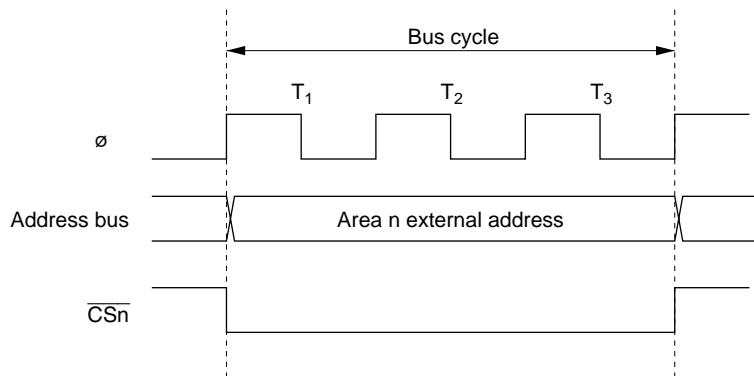 Bus cycle
T1 T2 T3
ø
Address bus Area n external address
CSn